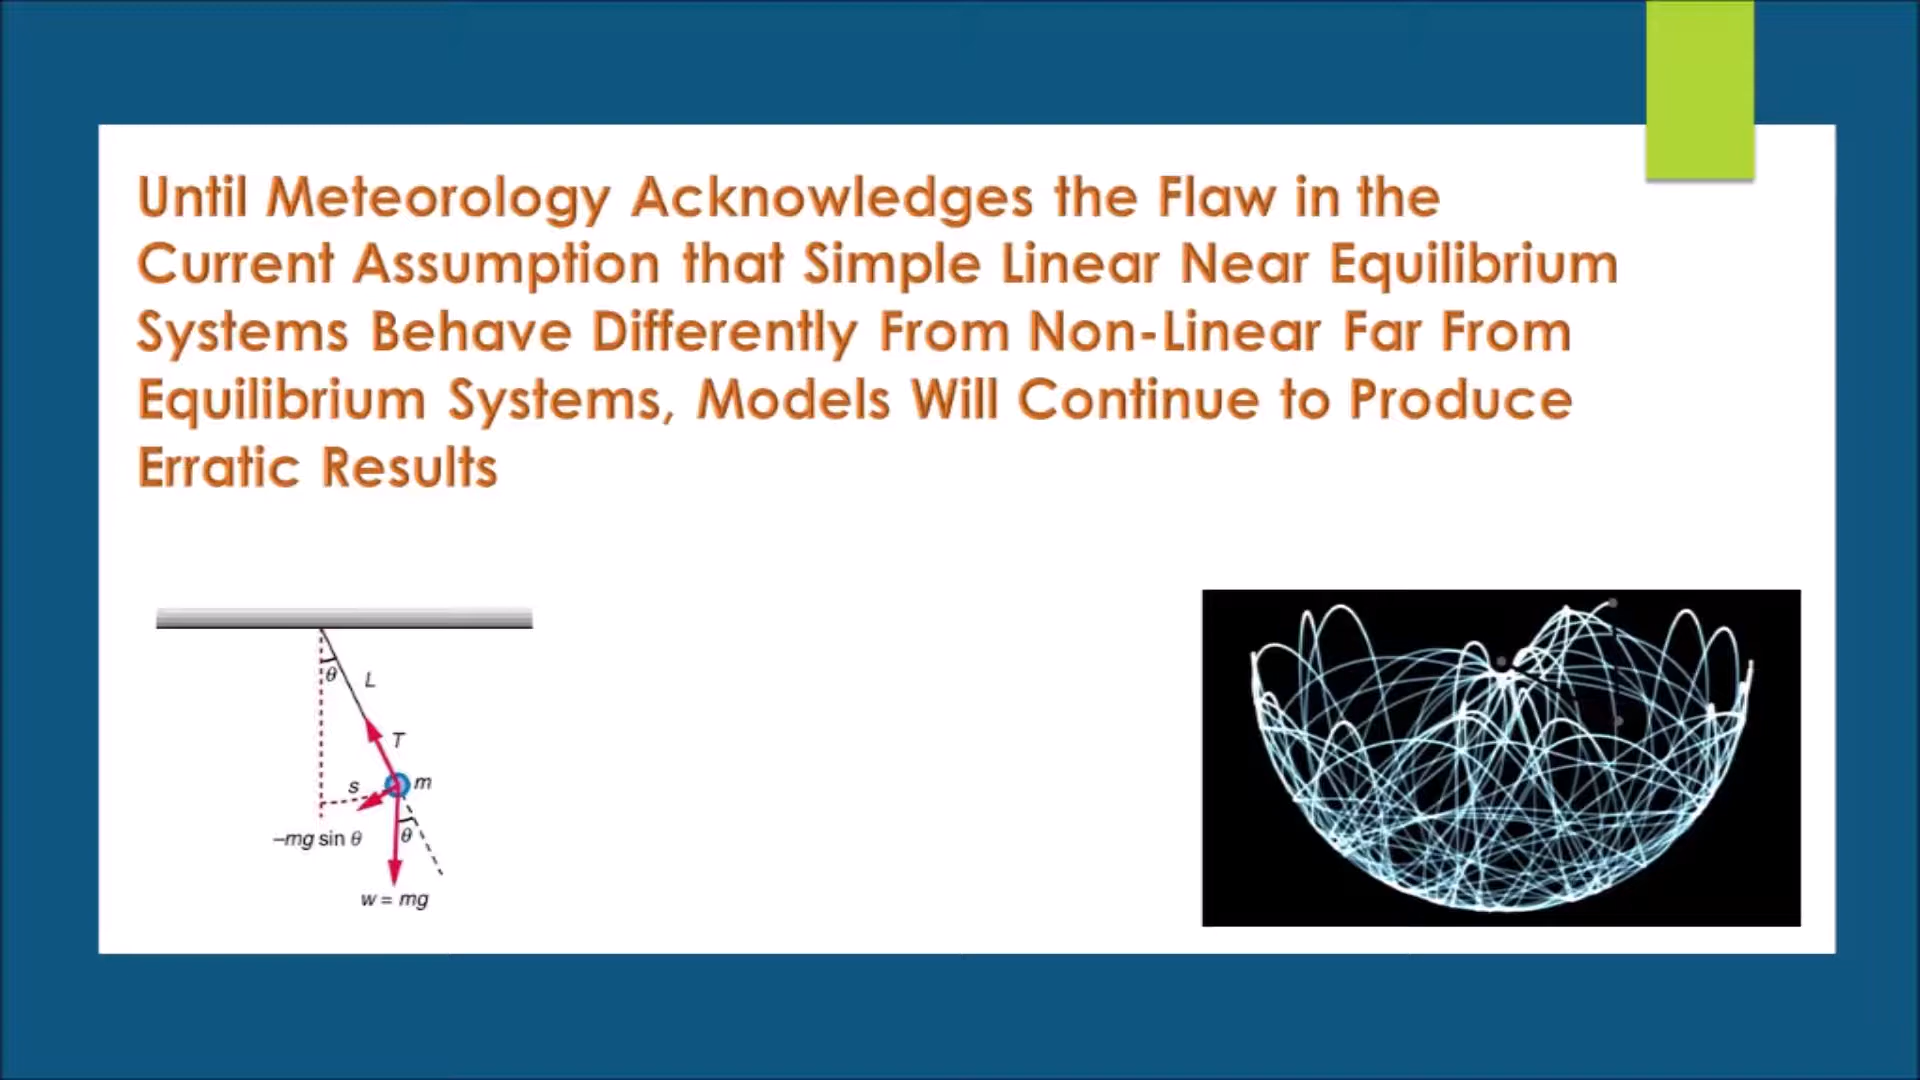 Until Meteorology Acknowledges the Flaw in the
Current Assumption that Simple Linear Near Equilibrium
Systems Behave Differently From Non-Linear Far From
Equilibrium Systems, Models Will Continue to Produce
Erratic Results
θ
L
T
s
m
–mg sin θ
θ
w = mg